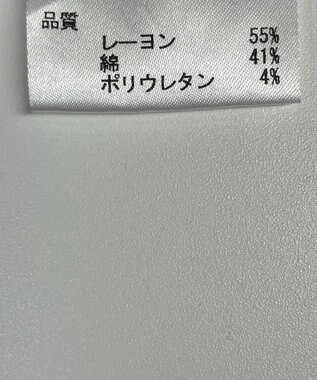 品質
レーヨン 55%
綿 41%
ポリウレタン 4%